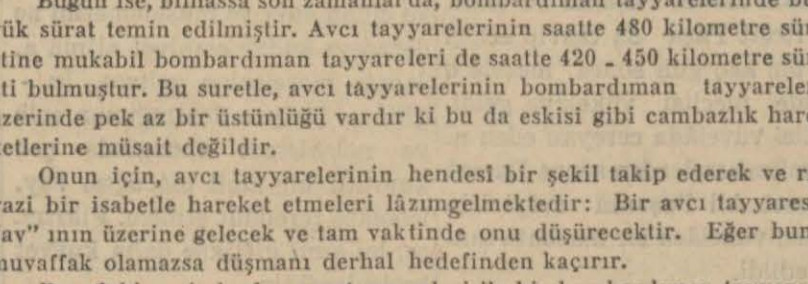 Bugün ise, bilhassa son zamanlarda, bombardıman tayyarelerinde b
ük sürat temin edilmiştir. Avcı tayyarelerinin saatte 480 kilometre sü
tine mukabil bombardıman tayyareleri de saatte 420 - 450 kilometre sü
ti bulmuştur. Bu suretle, avcı tayyarelerinin bombardıman tayyarele
zerinde pek az bir üstünlüğü vardır ki bu da eskisi gibi cambazlık har
etlerine müsait değildir.
Onun için, avcı tayyarelerinin hendesî bir şekil takip ederek ve r
yazi bir isabetle hareket etmeleri lâzımgelmektedir: Bir avcı tayyares
av” ının üzerine gelecek ve tam vaktinde onu düşürecektir. Eğer bun
muvaffak olamazsa düşmanı derhal hedefinden kaçırır.